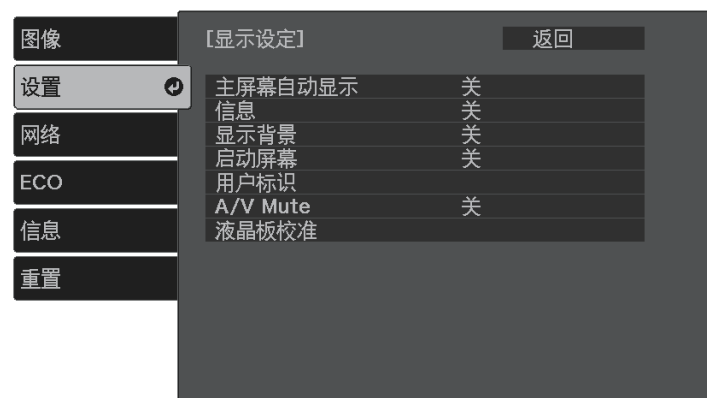 图像
设置
网络
ECO
信息
重置
[显示设定] 返回
主屏幕自动显示 关
信息 关
显示背景 关
启动屏幕 关
用户标识
A/V Mute 关
液晶板校准